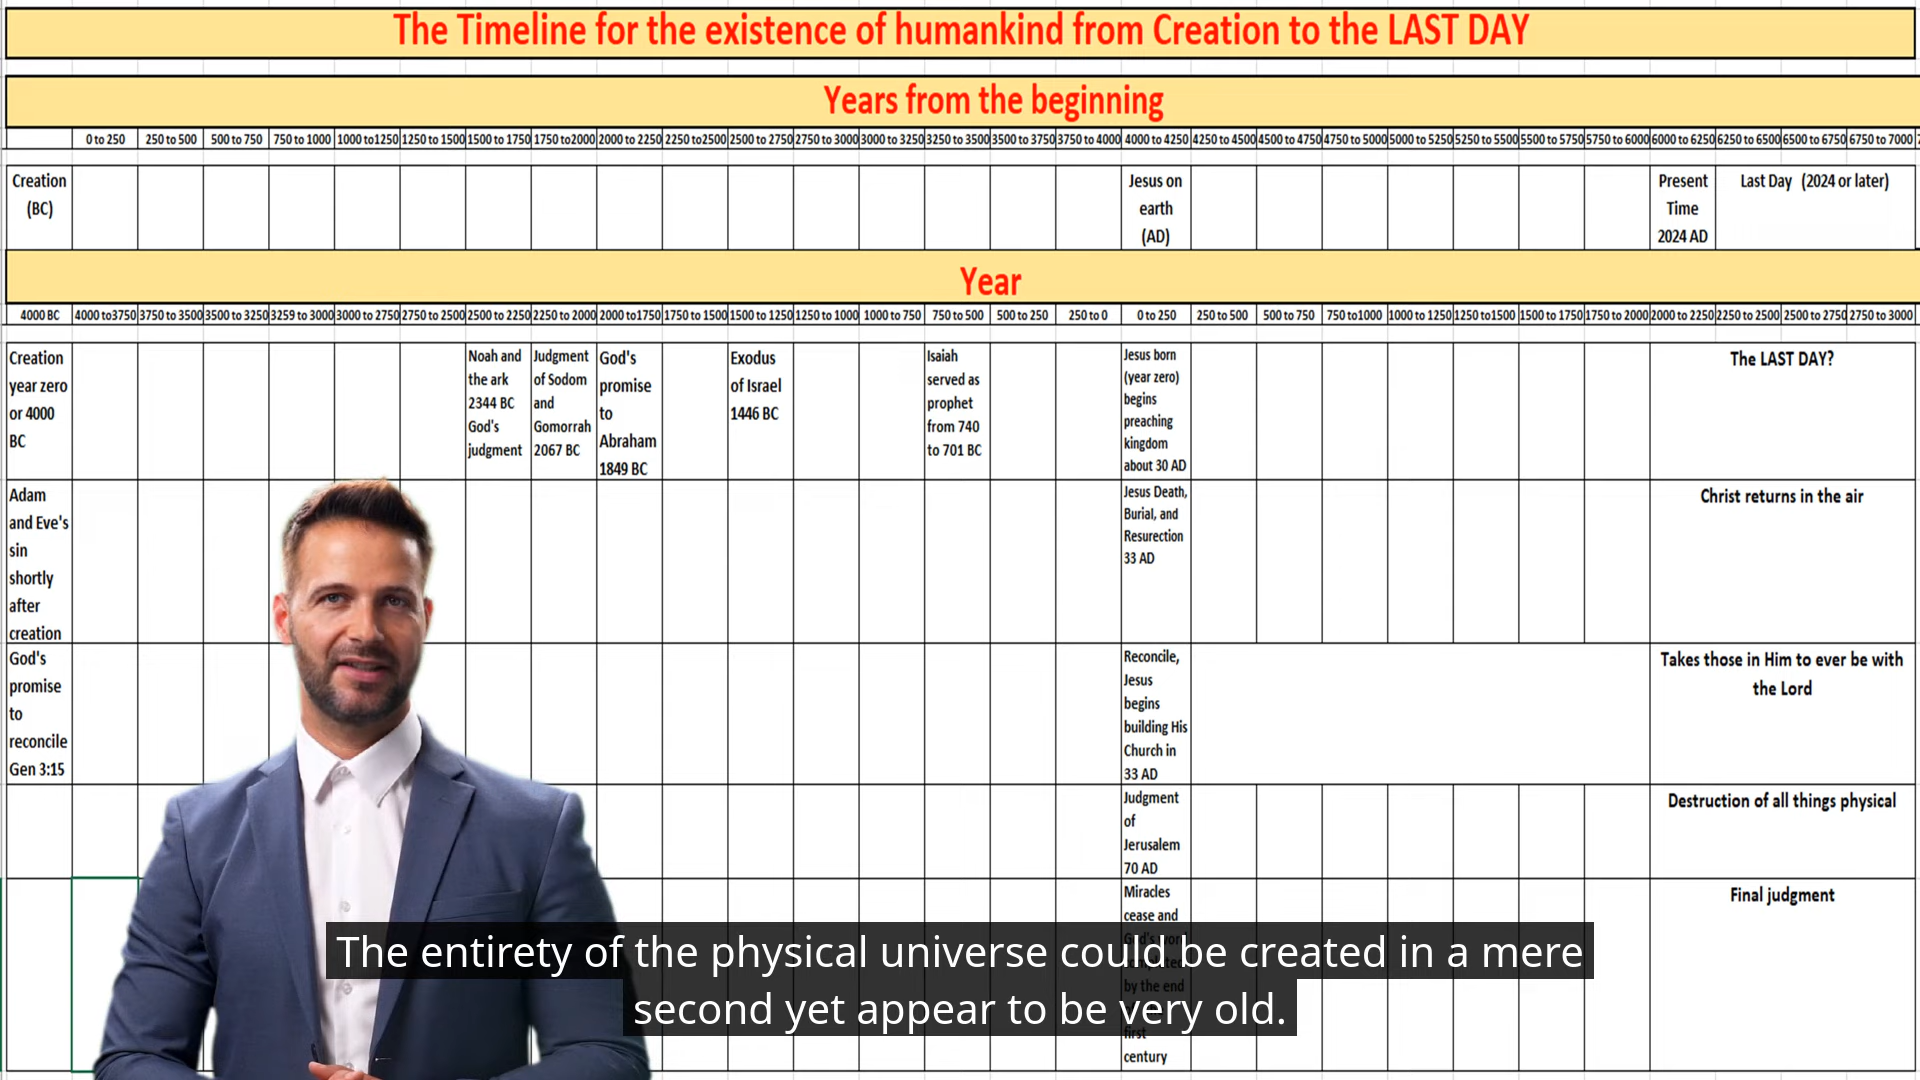 The Timeline for the existence of humankind from Creation to the LAST DAY
Years from the beginning
0 to 250 250 to 500 500 to 750 750 to 1000 1000 to1250 1250 to 1500 1500 to 1750 1750 to2000 2000 to 2250 2250 to2500 2500 to 2750 2750 to 3000 3000 to 3250 3250 to 3500 3500 to 3750 3750 to 4000 4000 to 4250 4250 to 4500 4500 to 4750 4750 to 5000 5000 to 5250 5250 to 5500 5500 to 5750 5750 to 6000 6000 to 6250 6250 to 6500 6500 to 6750 6750 to 7000
Creation
(BC)
Jesus on
earth
(AD)
Present
Time
2024 AD
Last Day (2024 or later)
Year
4000 BC 4000 to3750 3750 to 3500 3500 to 3250 3259 to 3000 3000 to 2750 2750 to 2500 2500 to 2250 2250 to 2000 2000 to1750 1750 to 1500 1500 to 1250 1250 to 1000 1000 to 750 750 to 500 500 to 250 250 to 0 0 to 250 250 to 500 500 to 750 750 to1000 1000 to 1250 1250 to1500 1500 to 1750 1750 to 2000 2000 to 2250 2250 to 2500 2500 to 2750 2750 to 3000
Creation
year zero
or 4000
BC
Noah and
the ark
2344 BC
God's
judgment
Judgment
of Sodom
and
Gomorrah
2067 BC
God's
promise
to
Abraham
1849 BC
Exodus
of Israel
1446 BC
Isaiah
served as
prophet
from 740
to 701 BC
Jesus born
(year zero)
begins
preaching
kingdom
about 30 AD
The LAST DAY?
Adam
and Eve's
sin
shortly
after
creation
Jesus Death,
Burial, and
Resurection
33 AD
Christ returns in the air
God's
promise
to
reconcile
Gen 3:15
Reconcile,
Jesus
begins
building His
Church in
33 AD
Takes those in Him to ever be with
the Lord
Judgment
of
Jerusalem
70 AD
Destruction of all things physical
Miracles
cease and
God's word
completed
by the end
first
century
Final judgment
The entirety of the physical universe could be created in a mere
second yet appear to be very old.